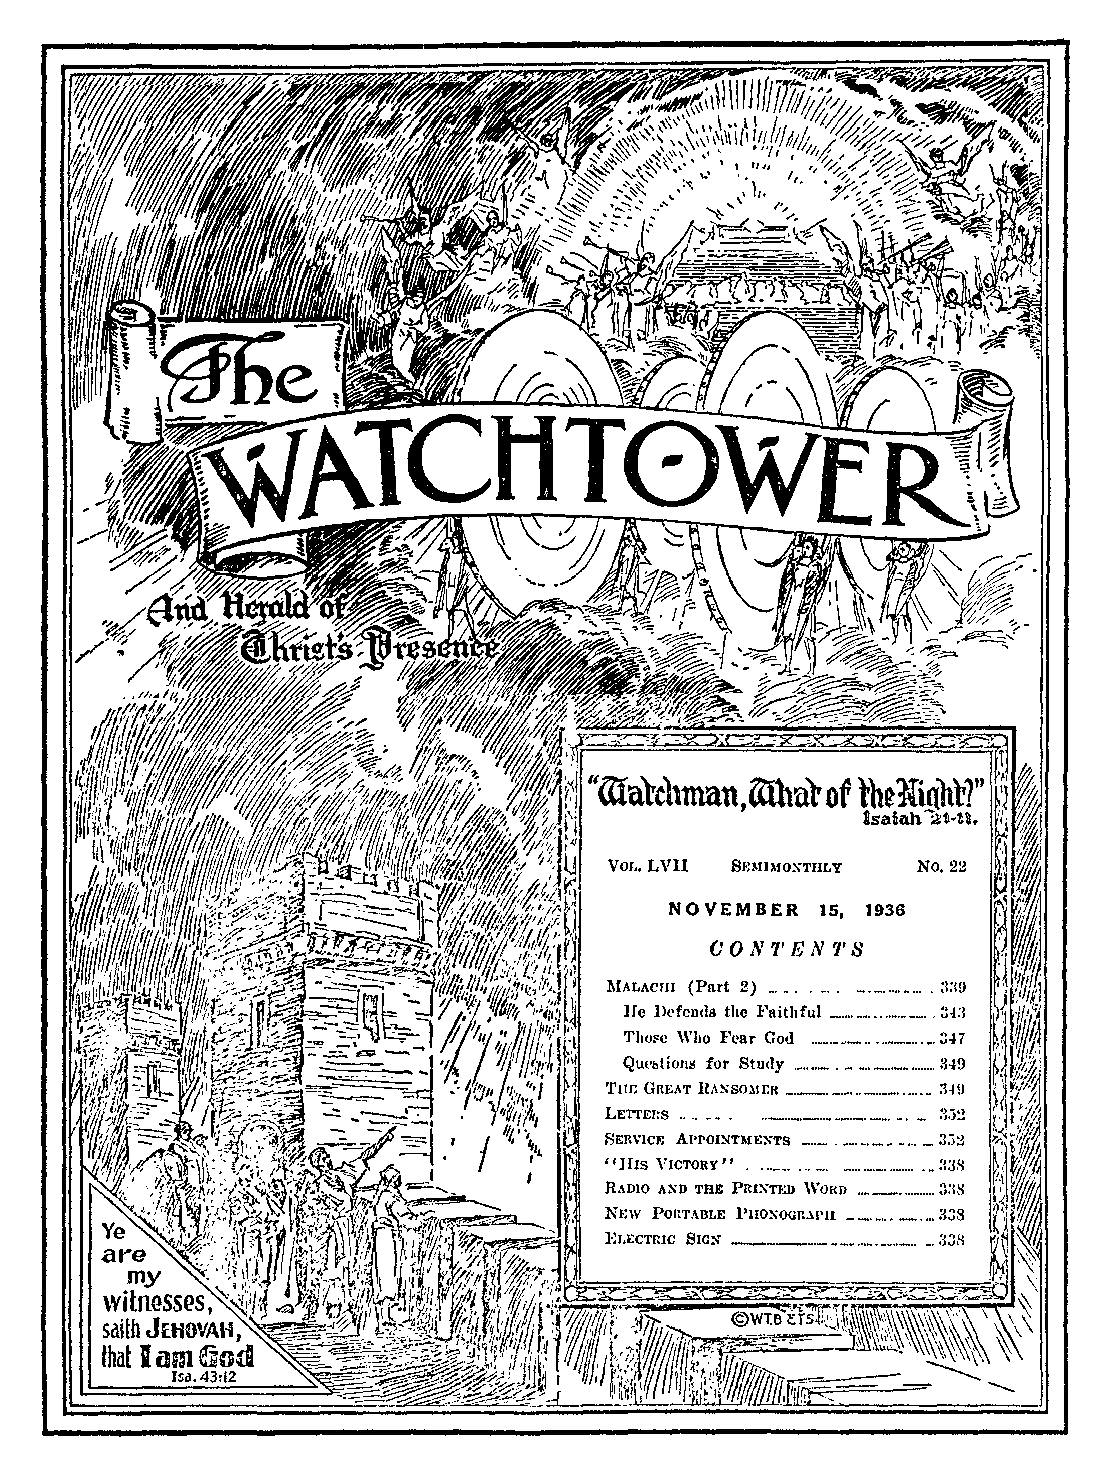 The
WATCHTOWER
And Herald of
Christ's Presence
"Watchman, What of the Night?"
Isaiah 21-11.
VOL. LVII SEMIMONTHLY No. 22
NOVEMBER 15, 1936
CONTENTS
MALACHI (Part 2) 339
He Defends the Faithful 343
Those Who Fear God 347
Questions for Study 349
THE GREAT RANSOMER 349
LETTERS 352
SERVICE APPOINTMENTS 352
"HIS VICTORY" 338
RADIO AND THE PRINTED WORD 338
NEW PORTABLE PHONOGRAPH 338
ELECTRIC SIGN 338
©W.T.B.&T.S.
Ye
are
my
witnesses,
saith JEHOVAH,
that I am God
Isa. 43:12